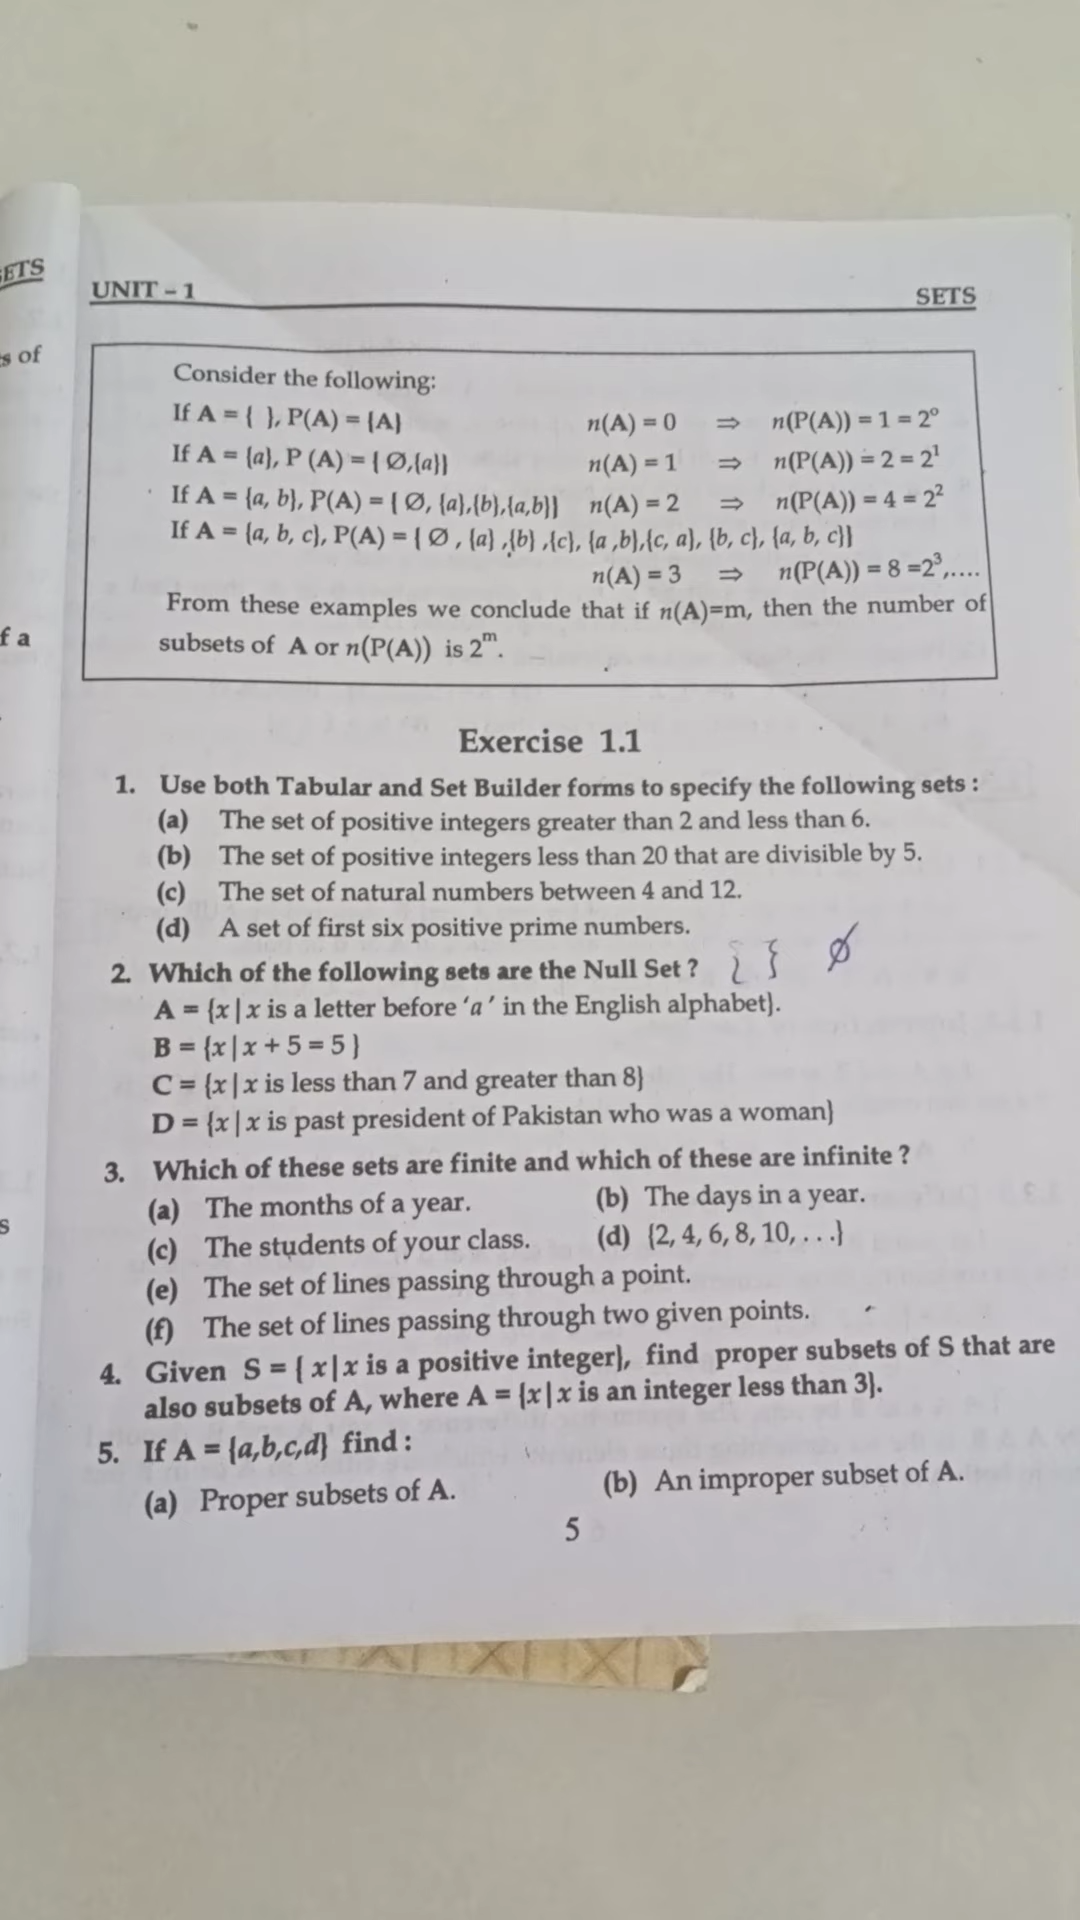 ETS
s of
f a
s
UNIT – 1 SETS
Consider the following:
If A = { }, P(A) = {A} n(A) = 0 ⇒ n(P(A)) = 1 = 2⁰
If A = {a}, P (A) = { Ø,{a}} n(A) = 1 ⇒ n(P(A)) = 2 = 2¹
If A = {a, b}, P(A) = { Ø, {a},{b},{a,b}} n(A) = 2 ⇒ n(P(A)) = 4 = 2²
If A = {a, b, c}, P(A) = { Ø , {a} ,{b} ,{c}, {a ,b},{c, a}, {b, c}, {a, b, c}}
n(A) = 3 ⇒ n(P(A)) = 8 =2³,....
From these examples we conclude that if n(A)=m, then the number of
subsets of A or n(P(A)) is 2ᵐ.
Exercise 1.1
1. Use both Tabular and Set Builder forms to specify the following sets :
(a) The set of positive integers greater than 2 and less than 6.
(b) The set of positive integers less than 20 that are divisible by 5.
(c) The set of natural numbers between 4 and 12.
(d) A set of first six positive prime numbers.
2. Which of the following sets are the Null Set ? { } ø
A = {x|x is a letter before 'a' in the English alphabet}.
B = {x|x + 5 = 5 }
C = {x|x is less than 7 and greater than 8}
D = {x|x is past president of Pakistan who was a woman}
3. Which of these sets are finite and which of these are infinite ?
(a) The months of a year. (b) The days in a year.
(c) The students of your class. (d) {2, 4, 6, 8, 10, . . .}
(e) The set of lines passing through a point.
(f) The set of lines passing through two given points.
4. Given S = { x|x is a positive integer}, find proper subsets of S that are
also subsets of A, where A = {x|x is an integer less than 3}.
5. If A = {a,b,c,d} find :
(a) Proper subsets of A. (b) An improper subset of A.
5